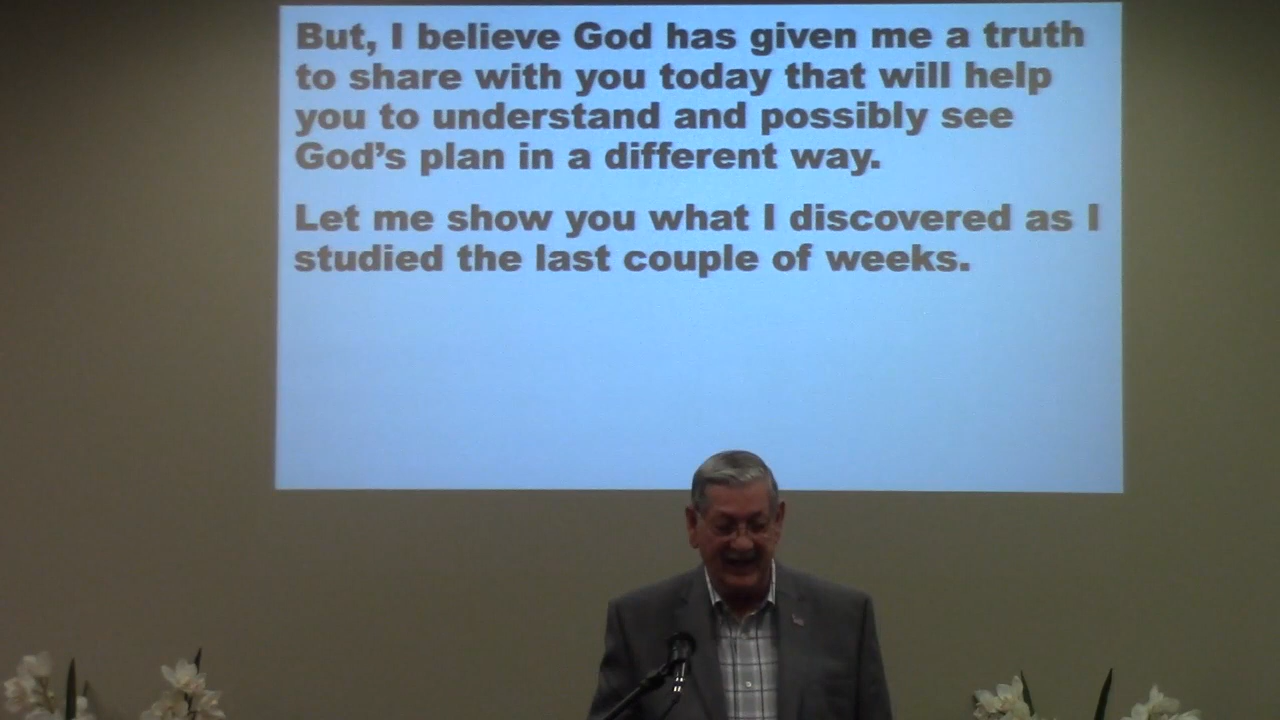 But, I believe God has given me a truth
to share with you today that will help
you to understand and possibly see
God’s plan in a different way.
Let me show you what I discovered as I
studied the last couple of weeks.